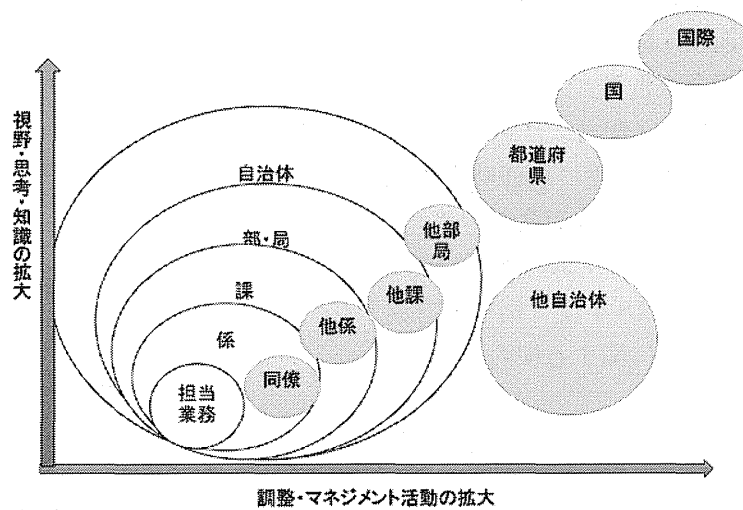 国際
国
都道府
県
自治体
他部
局
部・局
視野・思考・知識の拡大
課
他課
他自治体
係
他係
同僚
担当
業務
調整・マネジメント活動の拡大